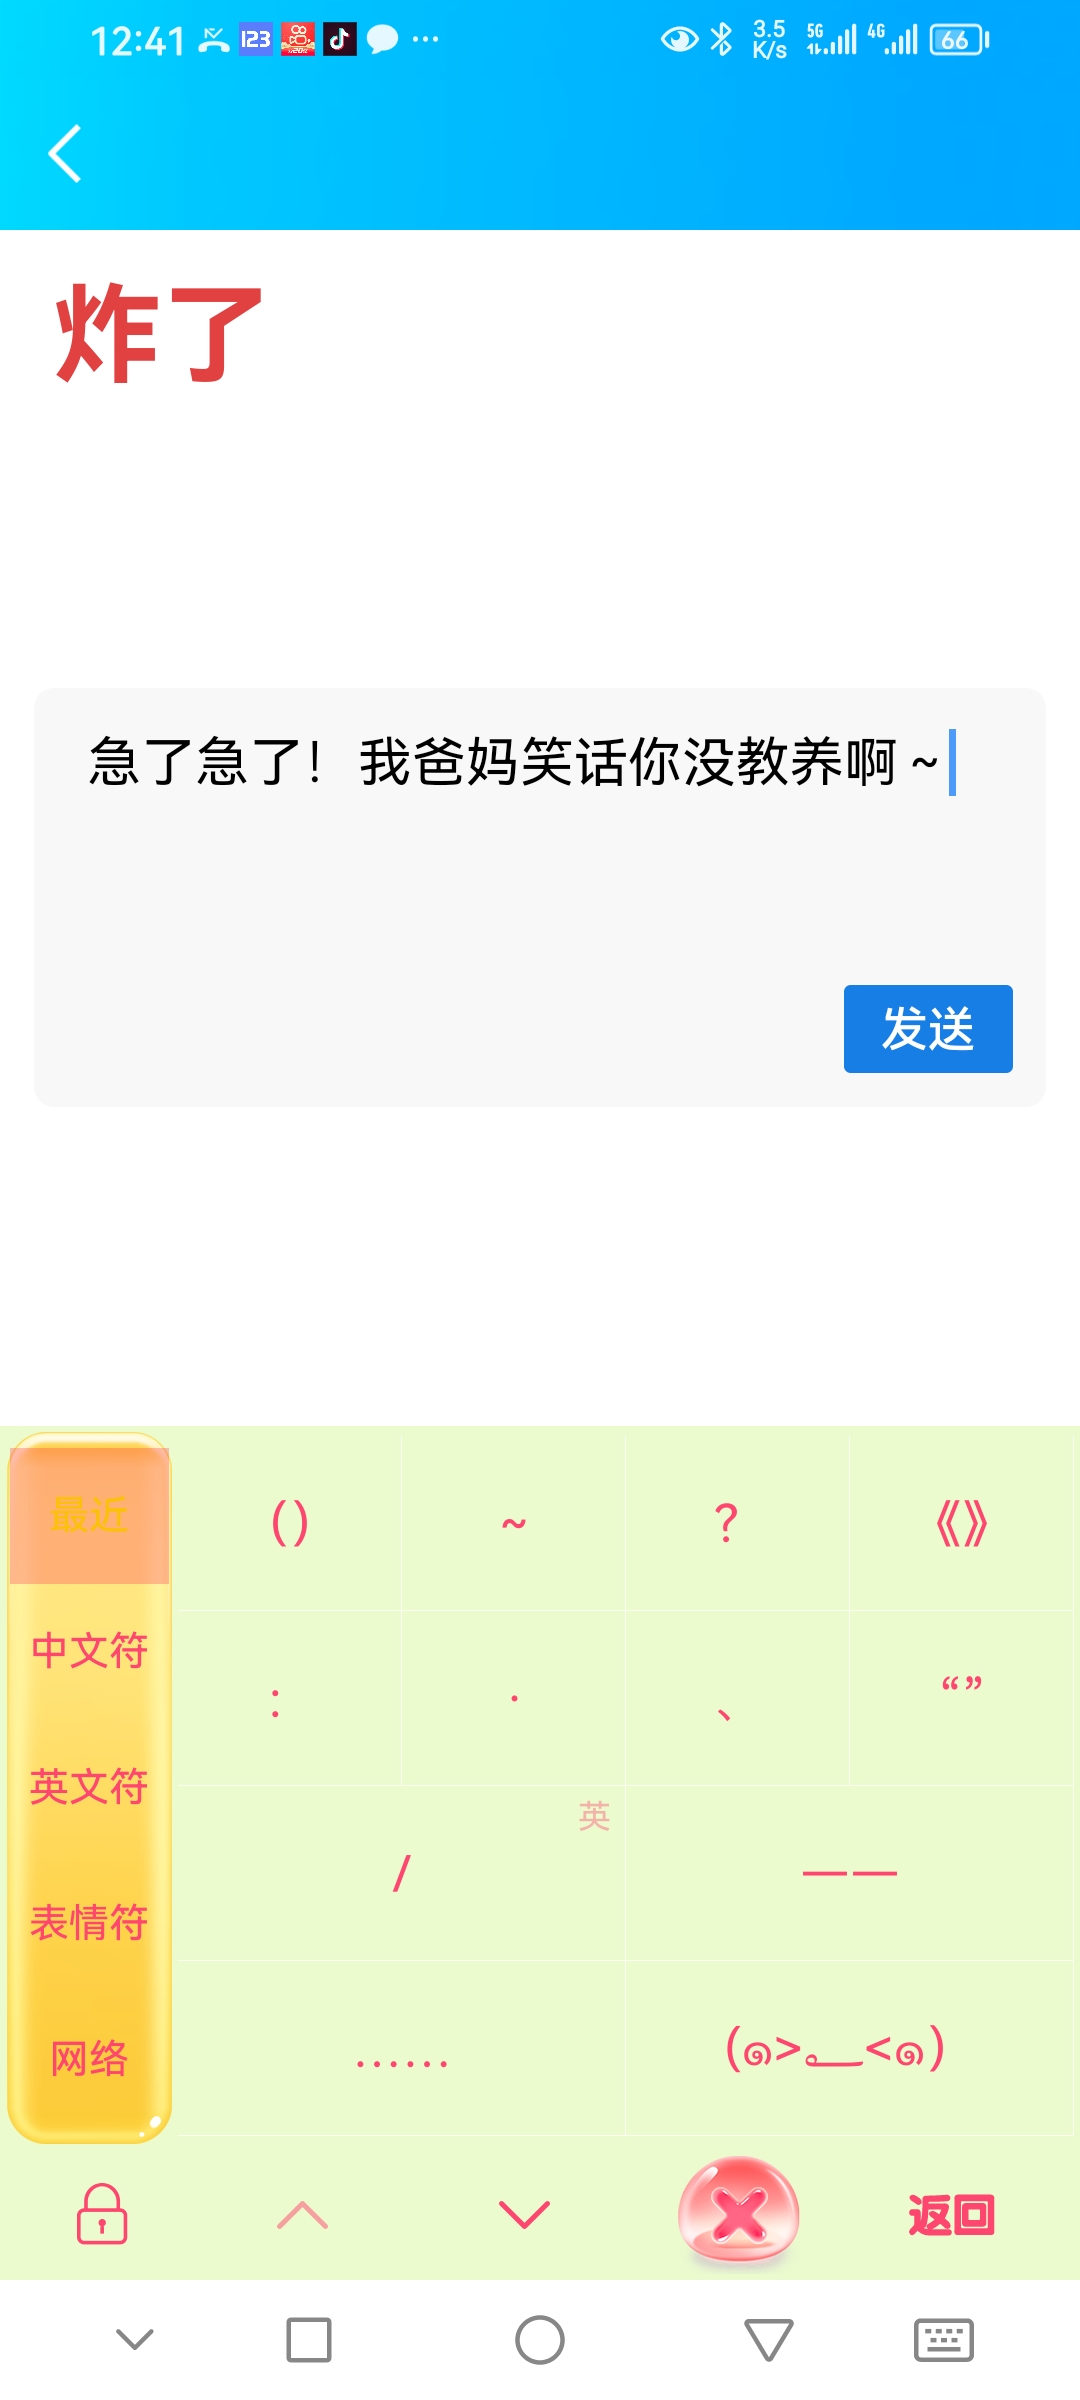 12:41 123 3.5 K/s 5G 4G 66
炸了
急了急了！我爸妈笑话你没教养啊～
发送
最近 () ~ ? 《》
中文符 : · 、 “”
英文符 / 英 ——
表情符
网络 …… (๑>؂<๑)
返回